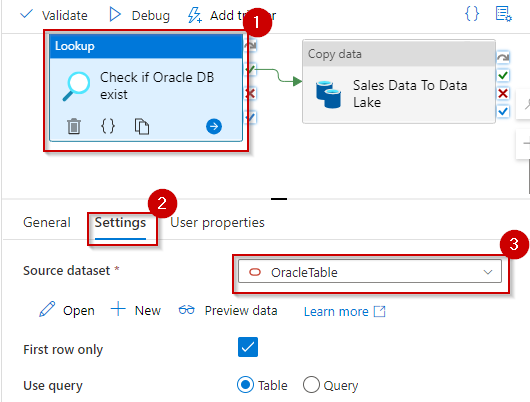 Validate Debug Add trigger 1 {}
Lookup
Check if Oracle DB
exist
{}
Copy data
Sales Data To Data
Lake
2
General Settings User properties
3
Source dataset * OracleTable
Open New Preview data Learn more
First row only
Use query Table Query